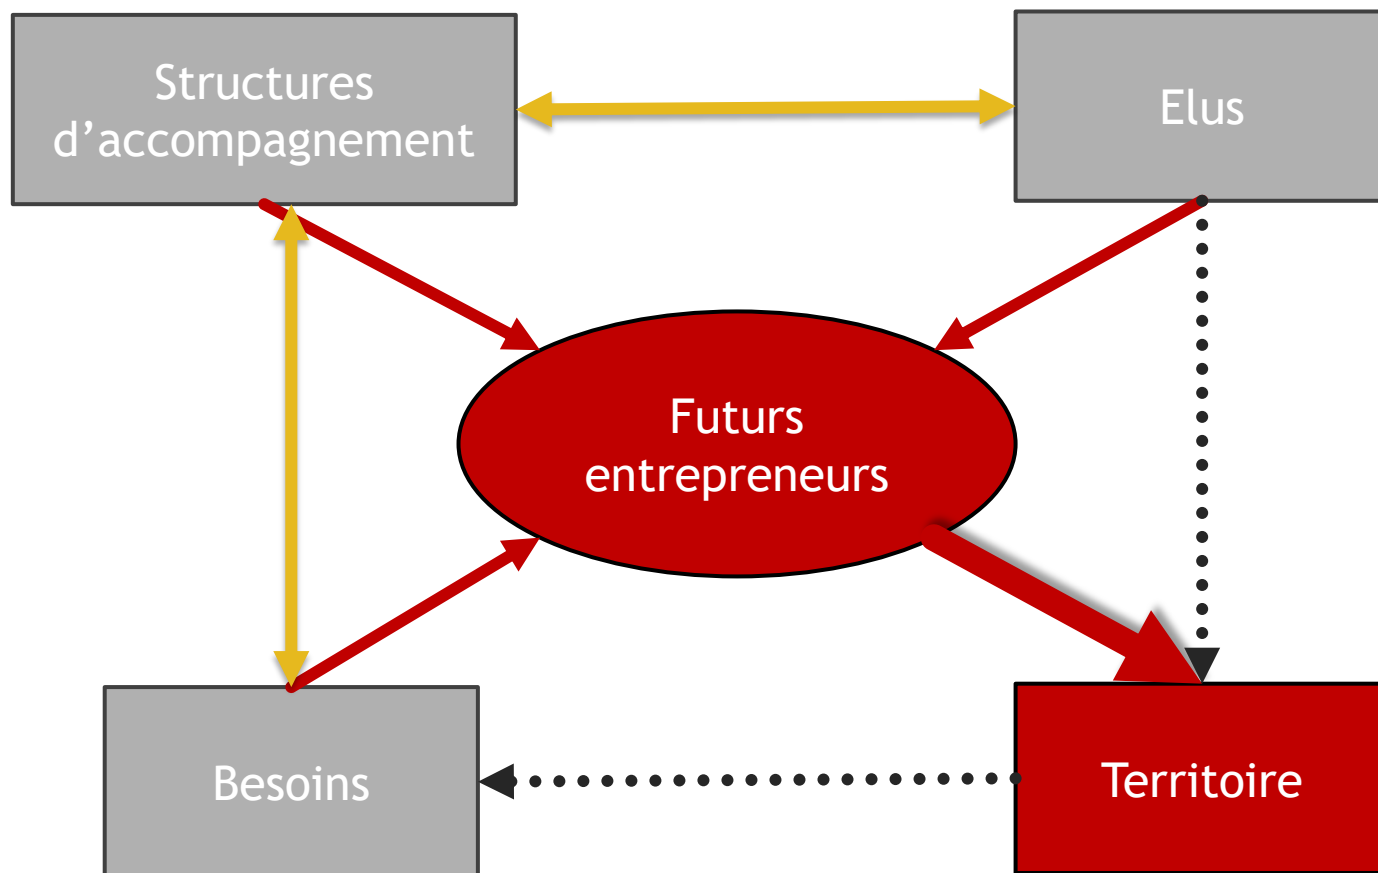 Structures
d’accompagnement
Elus
Futurs
entrepreneurs
Besoins
Territoire